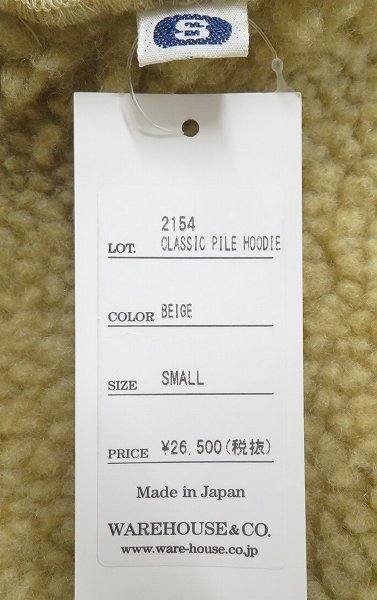 S
2154
LOT. CLASSIC PILE HOODIE
COLOR BEIGE
SIZE SMALL
PRICE ¥26,500(税抜)
Made in Japan
WAREHOUSE&CO.
www.ware-house.co.jp